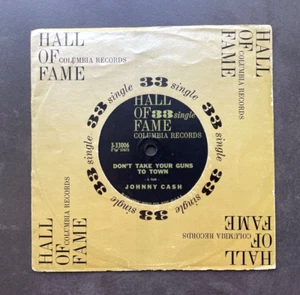 HALL
OF
FAME
COLUMBIA RECORDS
HALL
OF
FAME
COLUMBIA RECORDS
33 single
33 single
33 single
33 single
HALL
OF 33 single
FAME
COLUMBIA RECORDS
3-33006
DON'T TAKE YOUR GUNS
TO TOWN
JOHNNY CASH
HALL
OF
FAME
COLUMBIA RECORDS
HALL
OF
FAME
COLUMBIA RECORDS